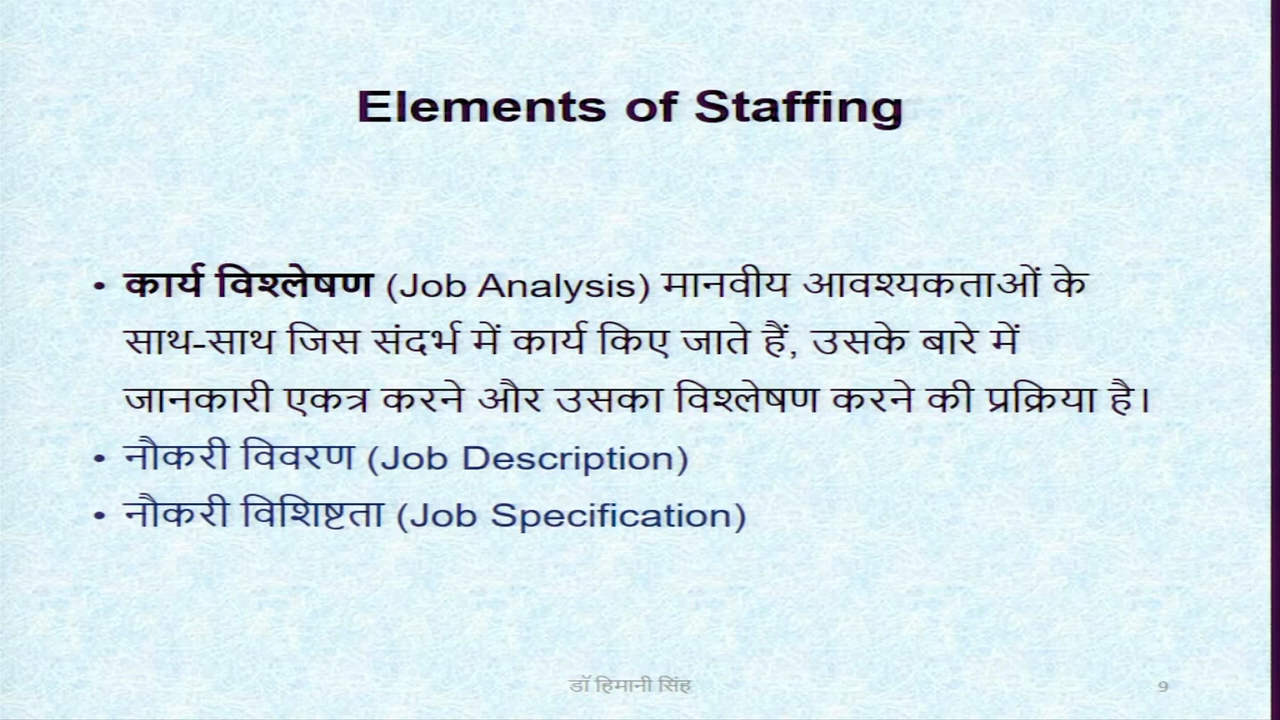 Elements of Staffing
• कार्य विश्लेषण (Job Analysis) मानवीय आवश्यकताओं के
साथ-साथ जिस संदर्भ में कार्य किए जाते हैं, उसके बारे में
जानकारी एकत्र करने और उसका विश्लेषण करने की प्रक्रिया है।
• नौकरी विवरण (Job Description)
• नौकरी विशिष्टता (Job Specification)
डॉ हिमानी सिंह
9